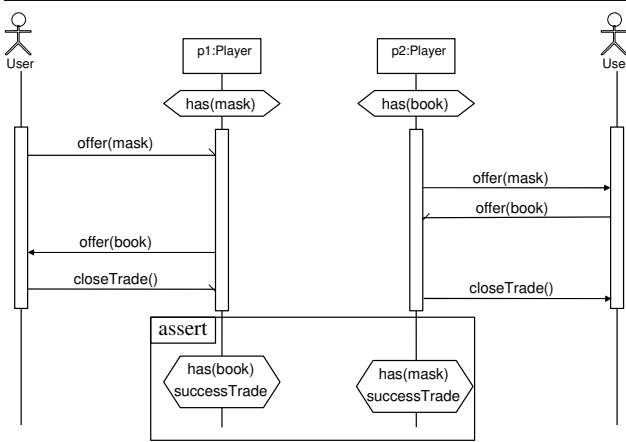 p1:Player
p2:Player
User
User
has(mask)
has(book)
offer(mask)
offer(mask)
offer(book)
offer(book)
closeTrade()
closeTrade()
assert
has(book)
successTrade
has(mask)
successTrade